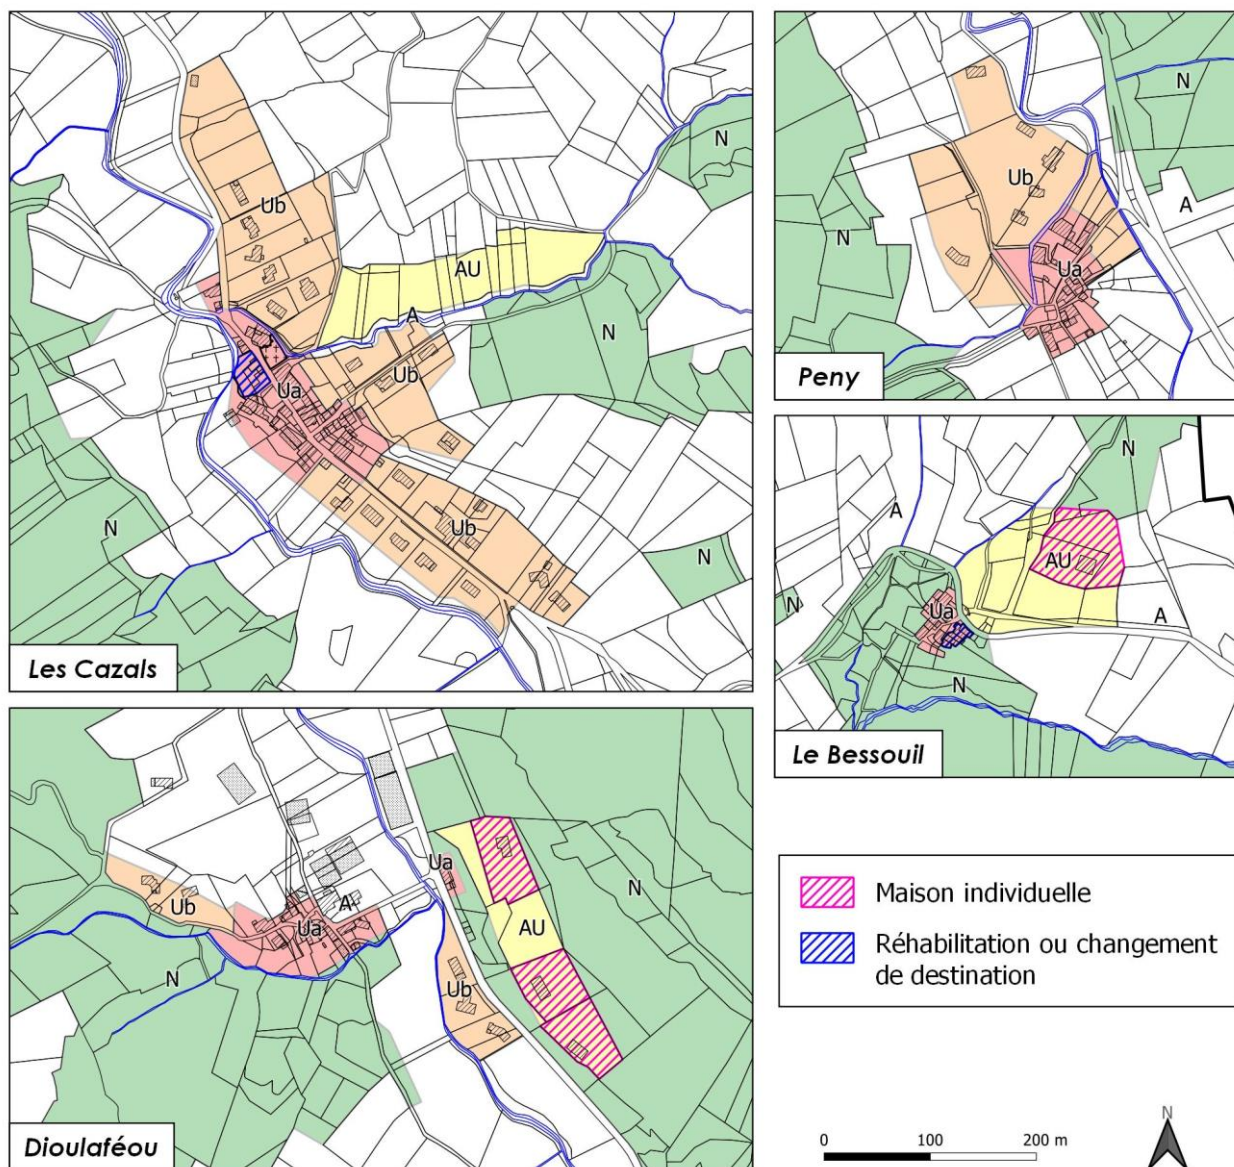 N
Ub
AU
A
N
Ub
Ua
Ub
N
N
Les Cazals
N
Ub
A
N
Ua
Peny
N
A
AU
N
Ua
A
N
Le Bessouil
Ua
N
Ub
A
Ua
AU
N
Ub
Dioulaféou
Maison individuelle
Réhabilitation ou changement
de destination
0 100 200 m
N